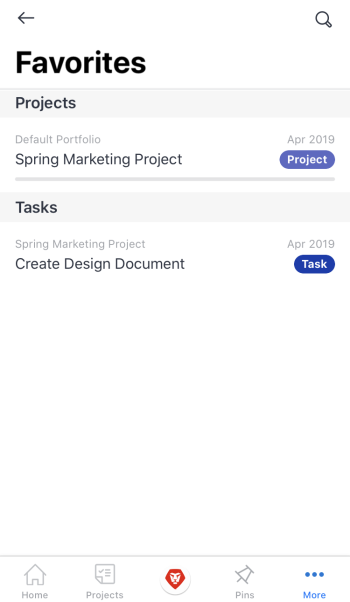 Favorites
Projects
Default Portfolio Apr 2019
Spring Marketing Project Project
Tasks
Spring Marketing Project Apr 2019
Create Design Document Task
Home Projects Pins More